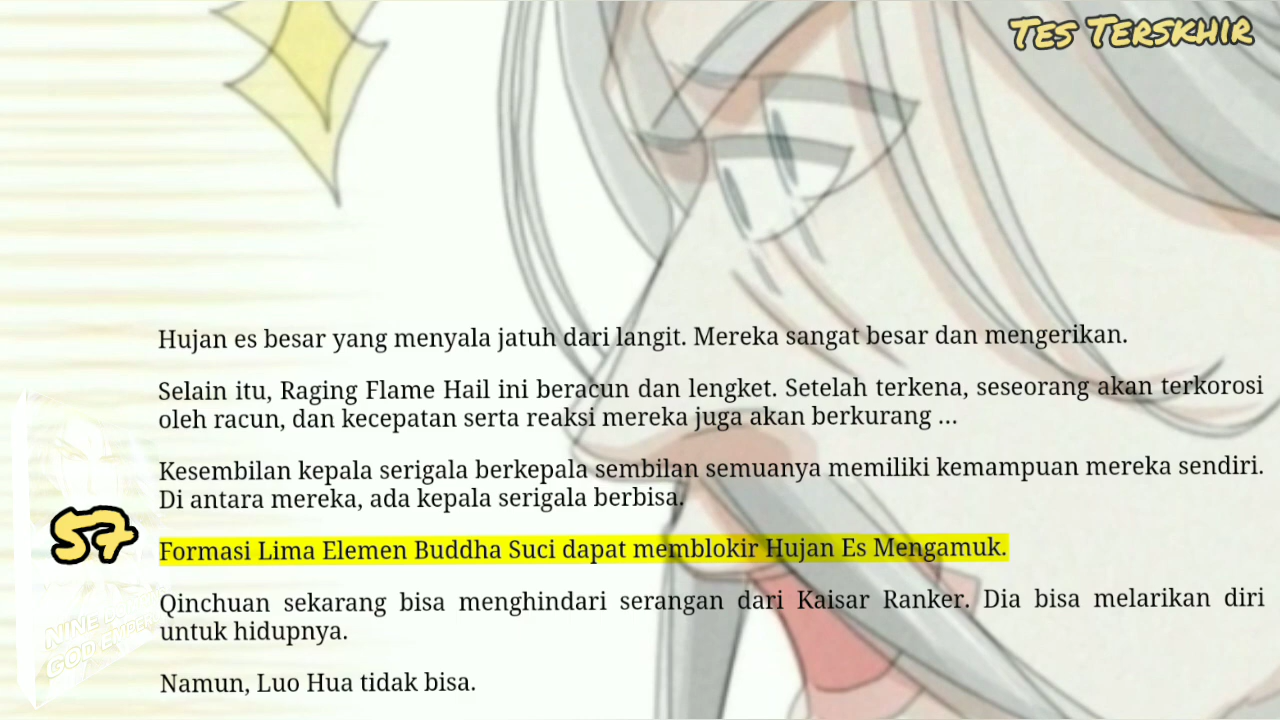 Tes Terskhir
Hujan es besar yang menyala jatuh dari langit. Mereka sangat besar dan mengerikan.
Selain itu, Raging Flame Hail ini beracun dan lengket. Setelah terkena, seseorang akan terkorosi
oleh racun, dan kecepatan serta reaksi mereka juga akan berkurang ...
Kesembilan kepala serigala berkepala sembilan semuanya memiliki kemampuan mereka sendiri.
Di antara mereka, ada kepala serigala berbisa.
57
Formasi Lima Elemen Buddha Suci dapat memblokir Hujan Es Mengamuk.
Qinchuan sekarang bisa menghindari serangan dari Kaisar Ranker. Dia bisa melarikan diri
untuk hidupnya.
NINE
GOD
Namun, Luo Hua tidak bisa.